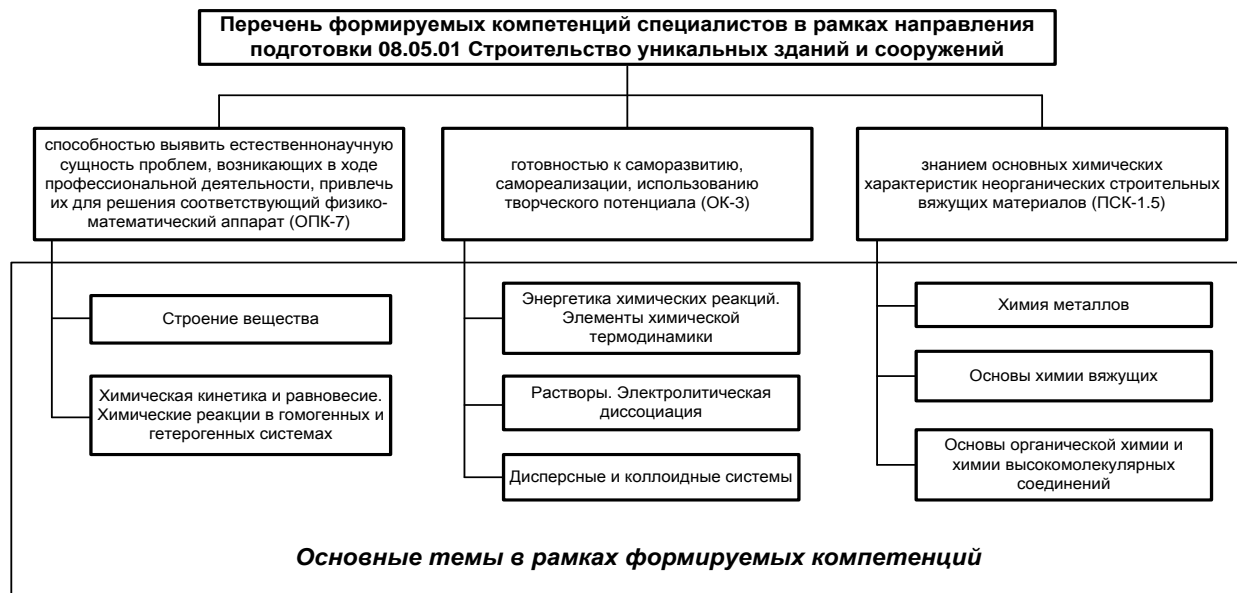 Перечень формируемых компетенций специалистов в рамках направления
подготовки 08.05.01 Строительство уникальных зданий и сооружений
способностью выявить естественнонаучную
сущность проблем, возникающих в ходе
профессиональной деятельности, привлечь
их для решения соответствующий физико-
математический аппарат (ОПК-7)
готовностью к саморазвитию,
самореализации, использованию
творческого потенциала (ОК-3)
знанием основных химических
характеристик неорганических строительных
вяжущих материалов (ПСК-1.5)
Строение вещества
Химическая кинетика и равновесие.
Химические реакции в гомогенных и
гетерогенных системах
Энергетика химических реакций.
Элементы химической
термодинамики
Растворы. Электролитическая
диссоциация
Дисперсные и коллоидные системы
Химия металлов
Основы химии вяжущих
Основы органической химии и
химии высокомолекулярных
соединений
Основные темы в рамках формируемых компетенций